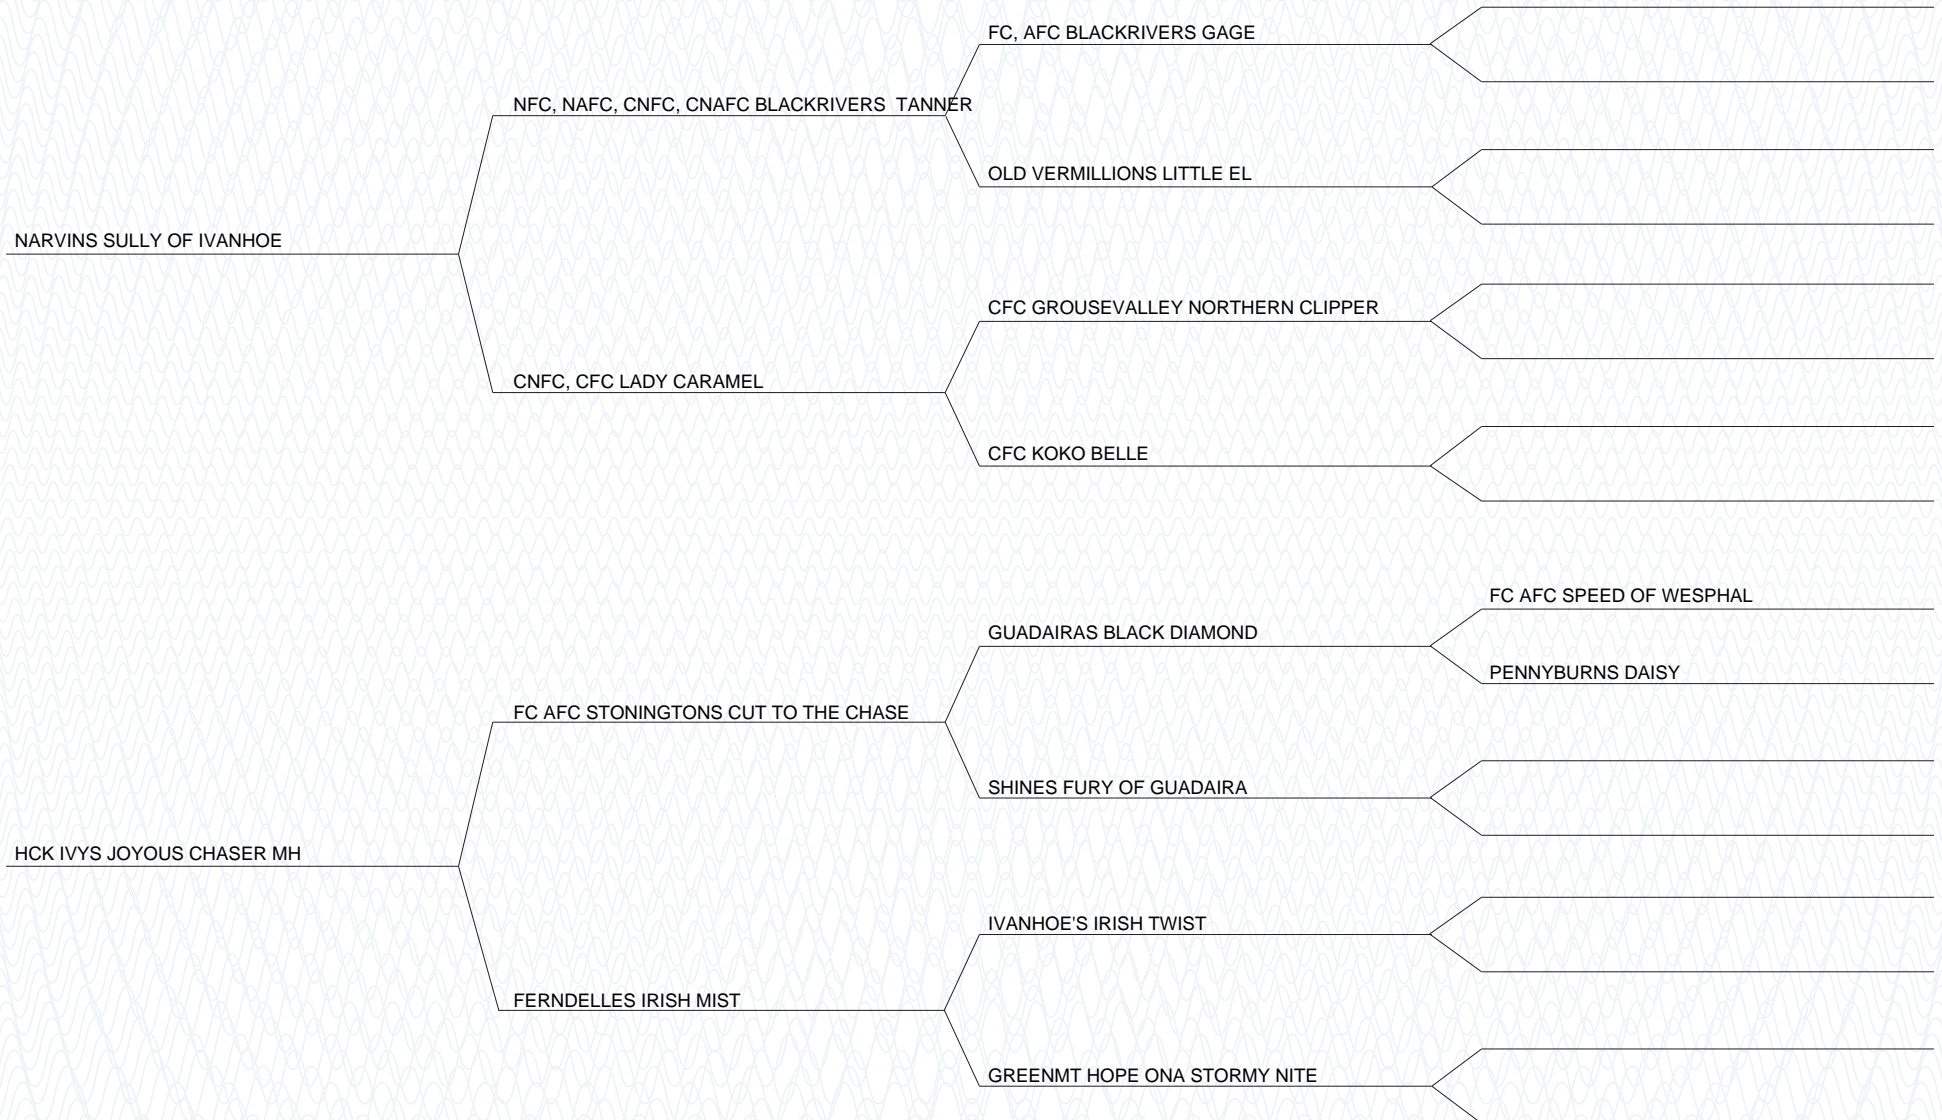 FC, AFC BLACKRIVERS GAGE
NFC, NAFC, CNFC, CNAFC BLACKRIVERS  TANNER
OLD VERMILLIONS LITTLE EL
NARVINS SULLY OF IVANHOE
CFC GROUSEVALLEY NORTHERN CLIPPER
CNFC, CFC LADY CARAMEL
CFC KOKO BELLE
FC AFC SPEED OF WESPHAL
GUADAIRAS BLACK DIAMOND
PENNYBURNS DAISY
FC AFC STONINGTONS CUT TO THE CHASE
SHINES FURY OF GUADAIRA
HCK IVYS JOYOUS CHASER MH
IVANHOE'S IRISH TWIST
FERNDELLES IRISH MIST
GREENMT HOPE ONA STORMY NITE